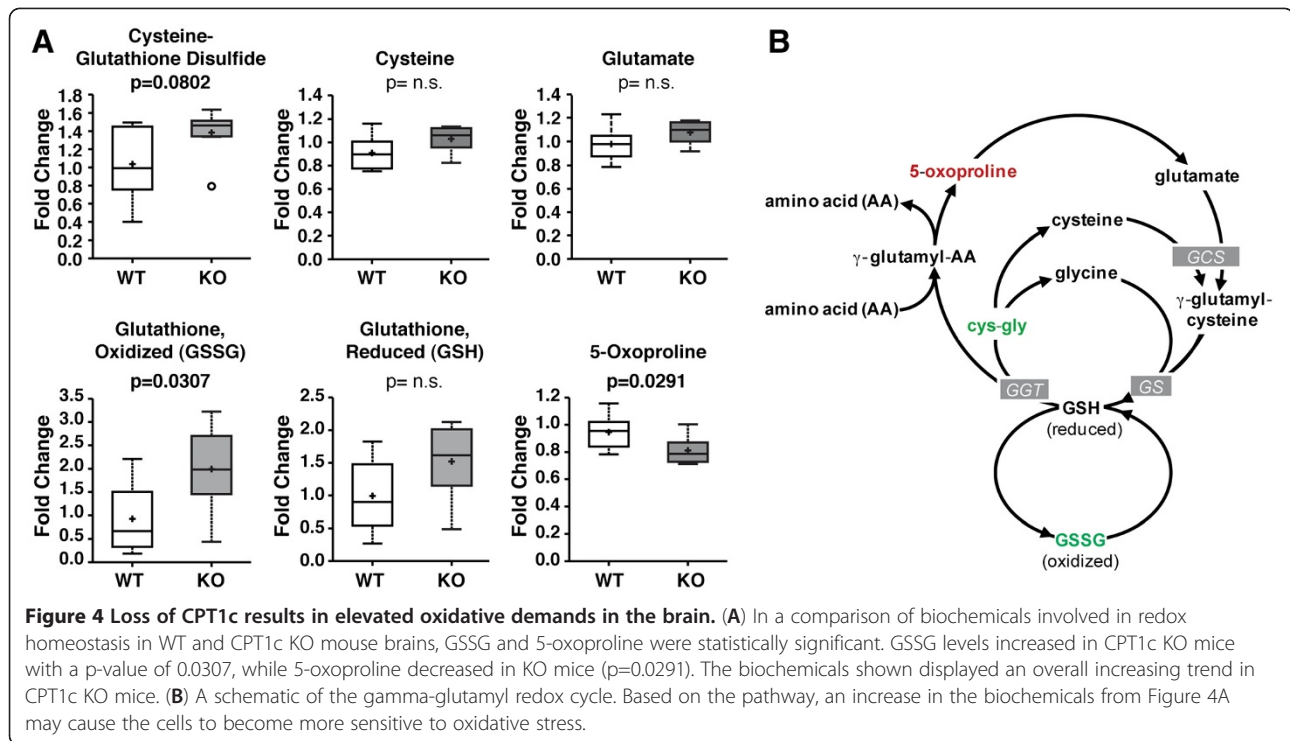 A
Cysteine-
Glutathione Disulfide
p=0.0802
Fold Change
1.8
1.6
1.4
1.2
1.0
0.8
0.6
0.4
0.2
0.0
WT KO
Cysteine
p= n.s.
Fold Change
1.4
1.2
1.0
0.8
0.6
0.4
0.2
0.0
WT KO
Glutamate
p= n.s.
Fold Change
1.4
1.2
1.0
0.8
0.6
0.4
0.2
0.0
WT KO
Glutathione,
Oxidized (GSSG)
p=0.0307
Fold Change
3.5
3.0
2.5
2.0
1.5
1.0
0.5
0.0
WT KO
Glutathione,
Reduced (GSH)
p= n.s.
Fold Change
2.5
2.0
1.5
1.0
0.5
0.0
WT KO
5-Oxoproline
p=0.0291
Fold Change
1.4
1.2
1.0
0.8
0.6
0.4
0.2
0.0
WT KO
B
5-oxoproline
glutamate
amino acid (AA)
cysteine
GCS
γ-glutamyl-AA
glycine
γ-glutamyl-
cysteine
amino acid (AA)
cys-gly
GGT
GS
GSH
(reduced)
GSSG
(oxidized)
Figure 4 Loss of CPT1c results in elevated oxidative demands in the brain. (A) In a comparison of biochemicals involved in redox
homeostasis in WT and CPT1c KO mouse brains, GSSG and 5-oxoproline were statistically significant. GSSG levels increased in CPT1c KO mice
with a p-value of 0.0307, while 5-oxoproline decreased in KO mice (p=0.0291). The biochemicals shown displayed an overall increasing trend in
CPT1c KO mice. (B) A schematic of the gamma-glutamyl redox cycle. Based on the pathway, an increase in the biochemicals from Figure 4A
may cause the cells to become more sensitive to oxidative stress.